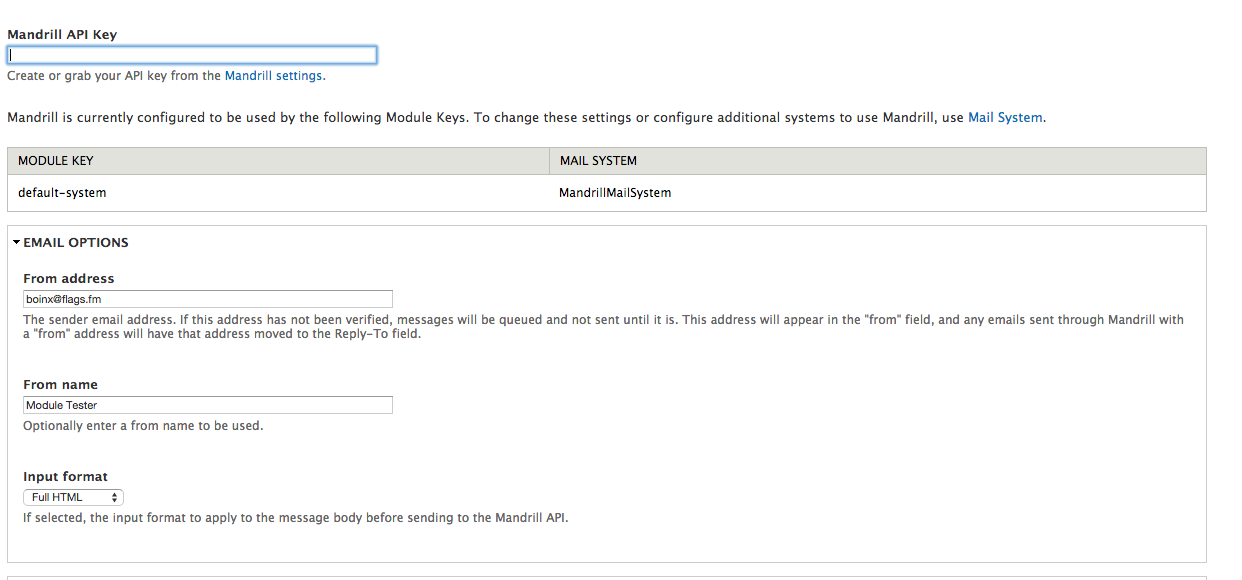 Mandrill API Key
Create or grab your API key from the Mandrill settings.
Mandrill is currently configured to be used by the following Module Keys. To change these settings or configure additional systems to use Mandrill, use Mail System.
MODULE KEY MAIL SYSTEM
default-system MandrillMailSystem
EMAIL OPTIONS
From address
boinx@flags.fm
The sender email address. If this address has not been verified, messages will be queued and not sent until it is. This address will appear in the "from" field, and any emails sent through Mandrill with
a "from" address will have that address moved to the Reply-To field.
From name
Module Tester
Optionally enter a from name to be used.
Input format
Full HTML
If selected, the input format to apply to the message body before sending to the Mandrill API.